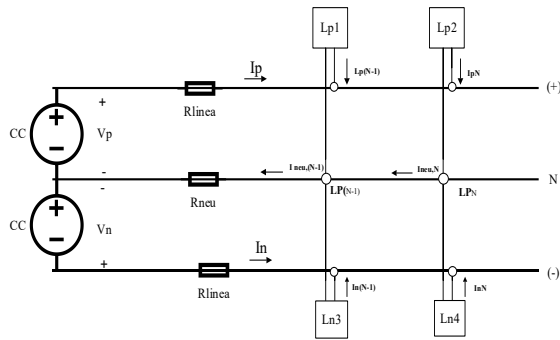 Lp1 Lp2
Ip Lp(N-1) IpN
(+)
+ Rlinea
CC + Vp
-
I neu,(N-1) Ineu,N
- N
- Rneu LP(N-1) LPN
CC + Vn
-
+ In
(-)
Rlinea In(N-1) InN
Ln3 Ln4